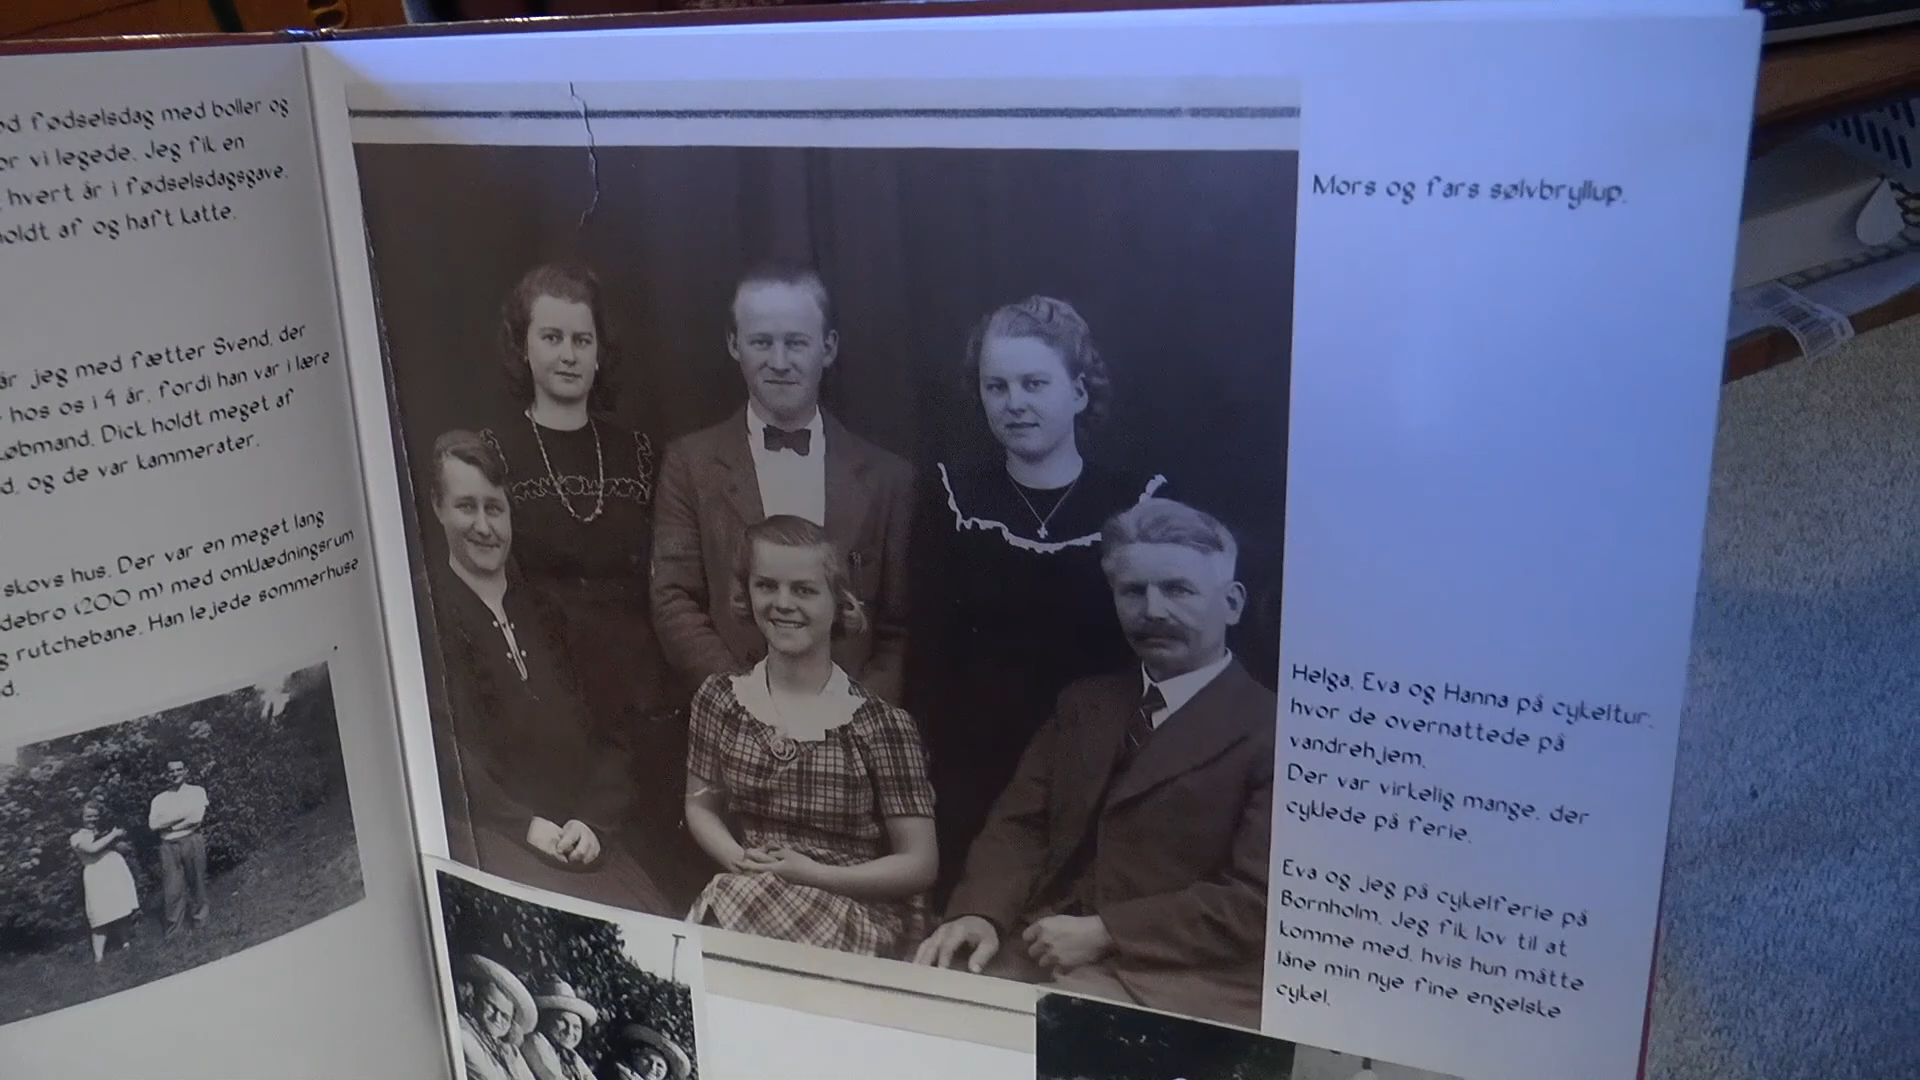 fødselsdag med boller og
vi legede. Jeg fik en
hvert år i fødselsdagsgave.
holdt af og haft katte.
år jeg med fætter Svend, der
hos os i 4 år, fordi han var i lære
købmand. Dick holdt meget af
og de var kammerater.
skovs hus. Der var en meget lang
(200 m) med omklædningsrum
rutchebane. Han lejede sommerhuse
Mors og fars sølvbryllup.
Helga, Eva og Hanna på cykeltur,
hvor de overnattede på
vandrehjem.
Der var virkelig mange, der
cyklede på ferie.
Eva og jeg på cykelferie på
Bornholm. Jeg fik lov til at
komme med, hvis hun måtte
låne min nye fine engelske
cykel.